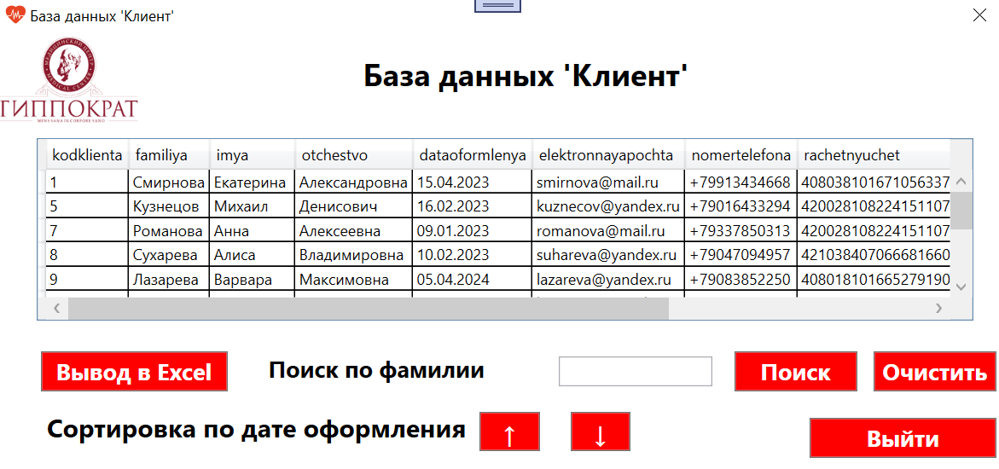 База данных 'Клиент'
МЕДИЦИНСКИЙ ЦЕНТР
MEDICAL CENTER
ГИППОКРАТ
MENS SANA IN CORPORE SANO
База данных 'Клиент'
kodklienta familiya imya otchestvo dataoformlenya elektronnayapochta nomertelefona rachetnyuchet
1 Смирнова Екатерина Александровна 15.04.2023 smirnova@mail.ru +79913434668 408038101671056337
5 Кузнецов Михаил Денисович 16.02.2023 kuznecov@yandex.ru +79016433294 420028108224151107
7 Романова Анна Алексеевна 09.01.2023 romanova@mail.ru +79337850313 420028108224151107
8 Сухарева Алиса Владимировна 10.02.2023 suhareva@yandex.ru +79047094957 421038407066681660
9 Лазарева Варвара Максимовна 05.04.2024 lazareva@yandex.ru +79083852250 408018101665279190
Вывод в Excel Поиск по фамилии Поиск Очистить
Сортировка по дате оформления ↑ ↓ Выйти